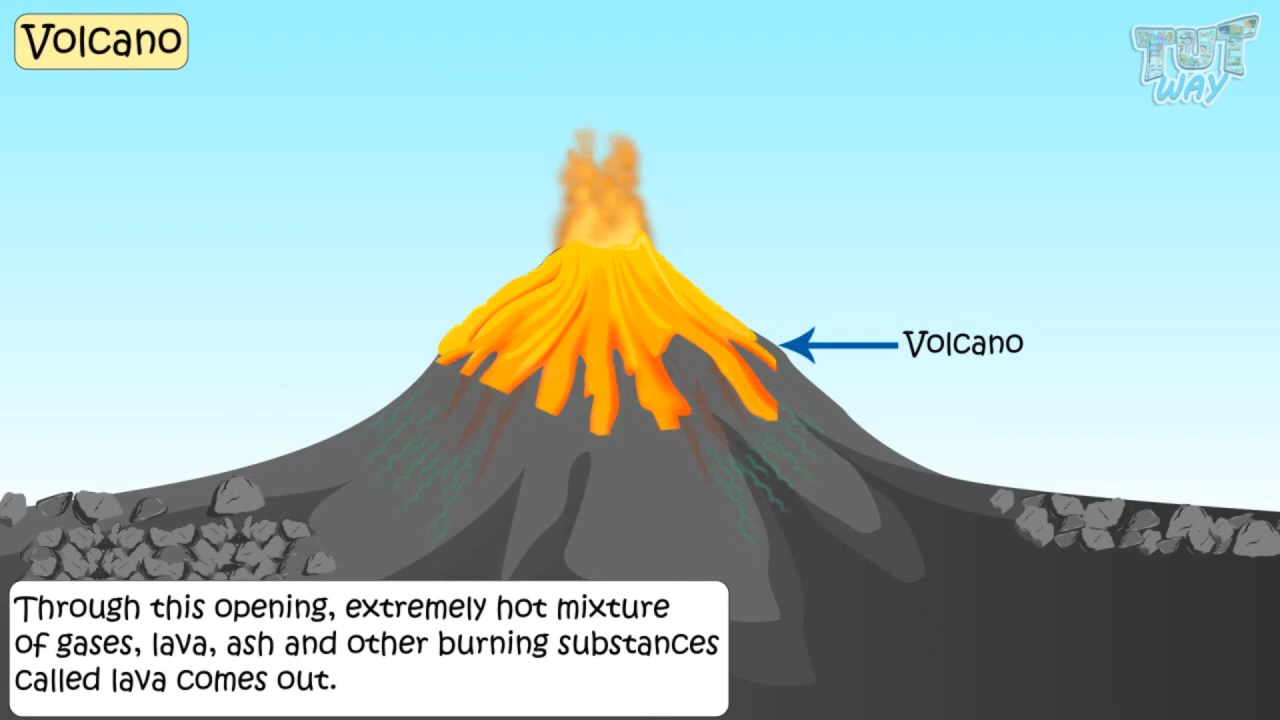 Volcano
TUT
WAY
Volcano
Through this opening, extremely hot mixture
of gases, lava, ash and other burning substances
called lava comes out.